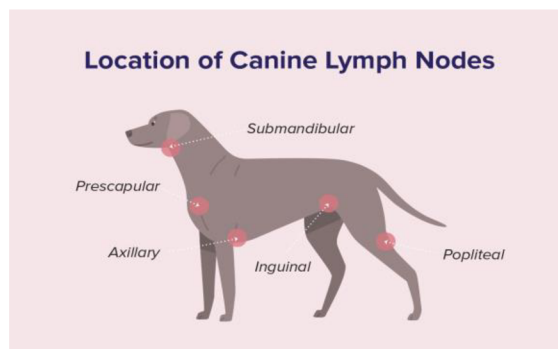 Location of Canine Lymph Nodes
Submandibular
Prescapular
Axillary
Inguinal
Popliteal